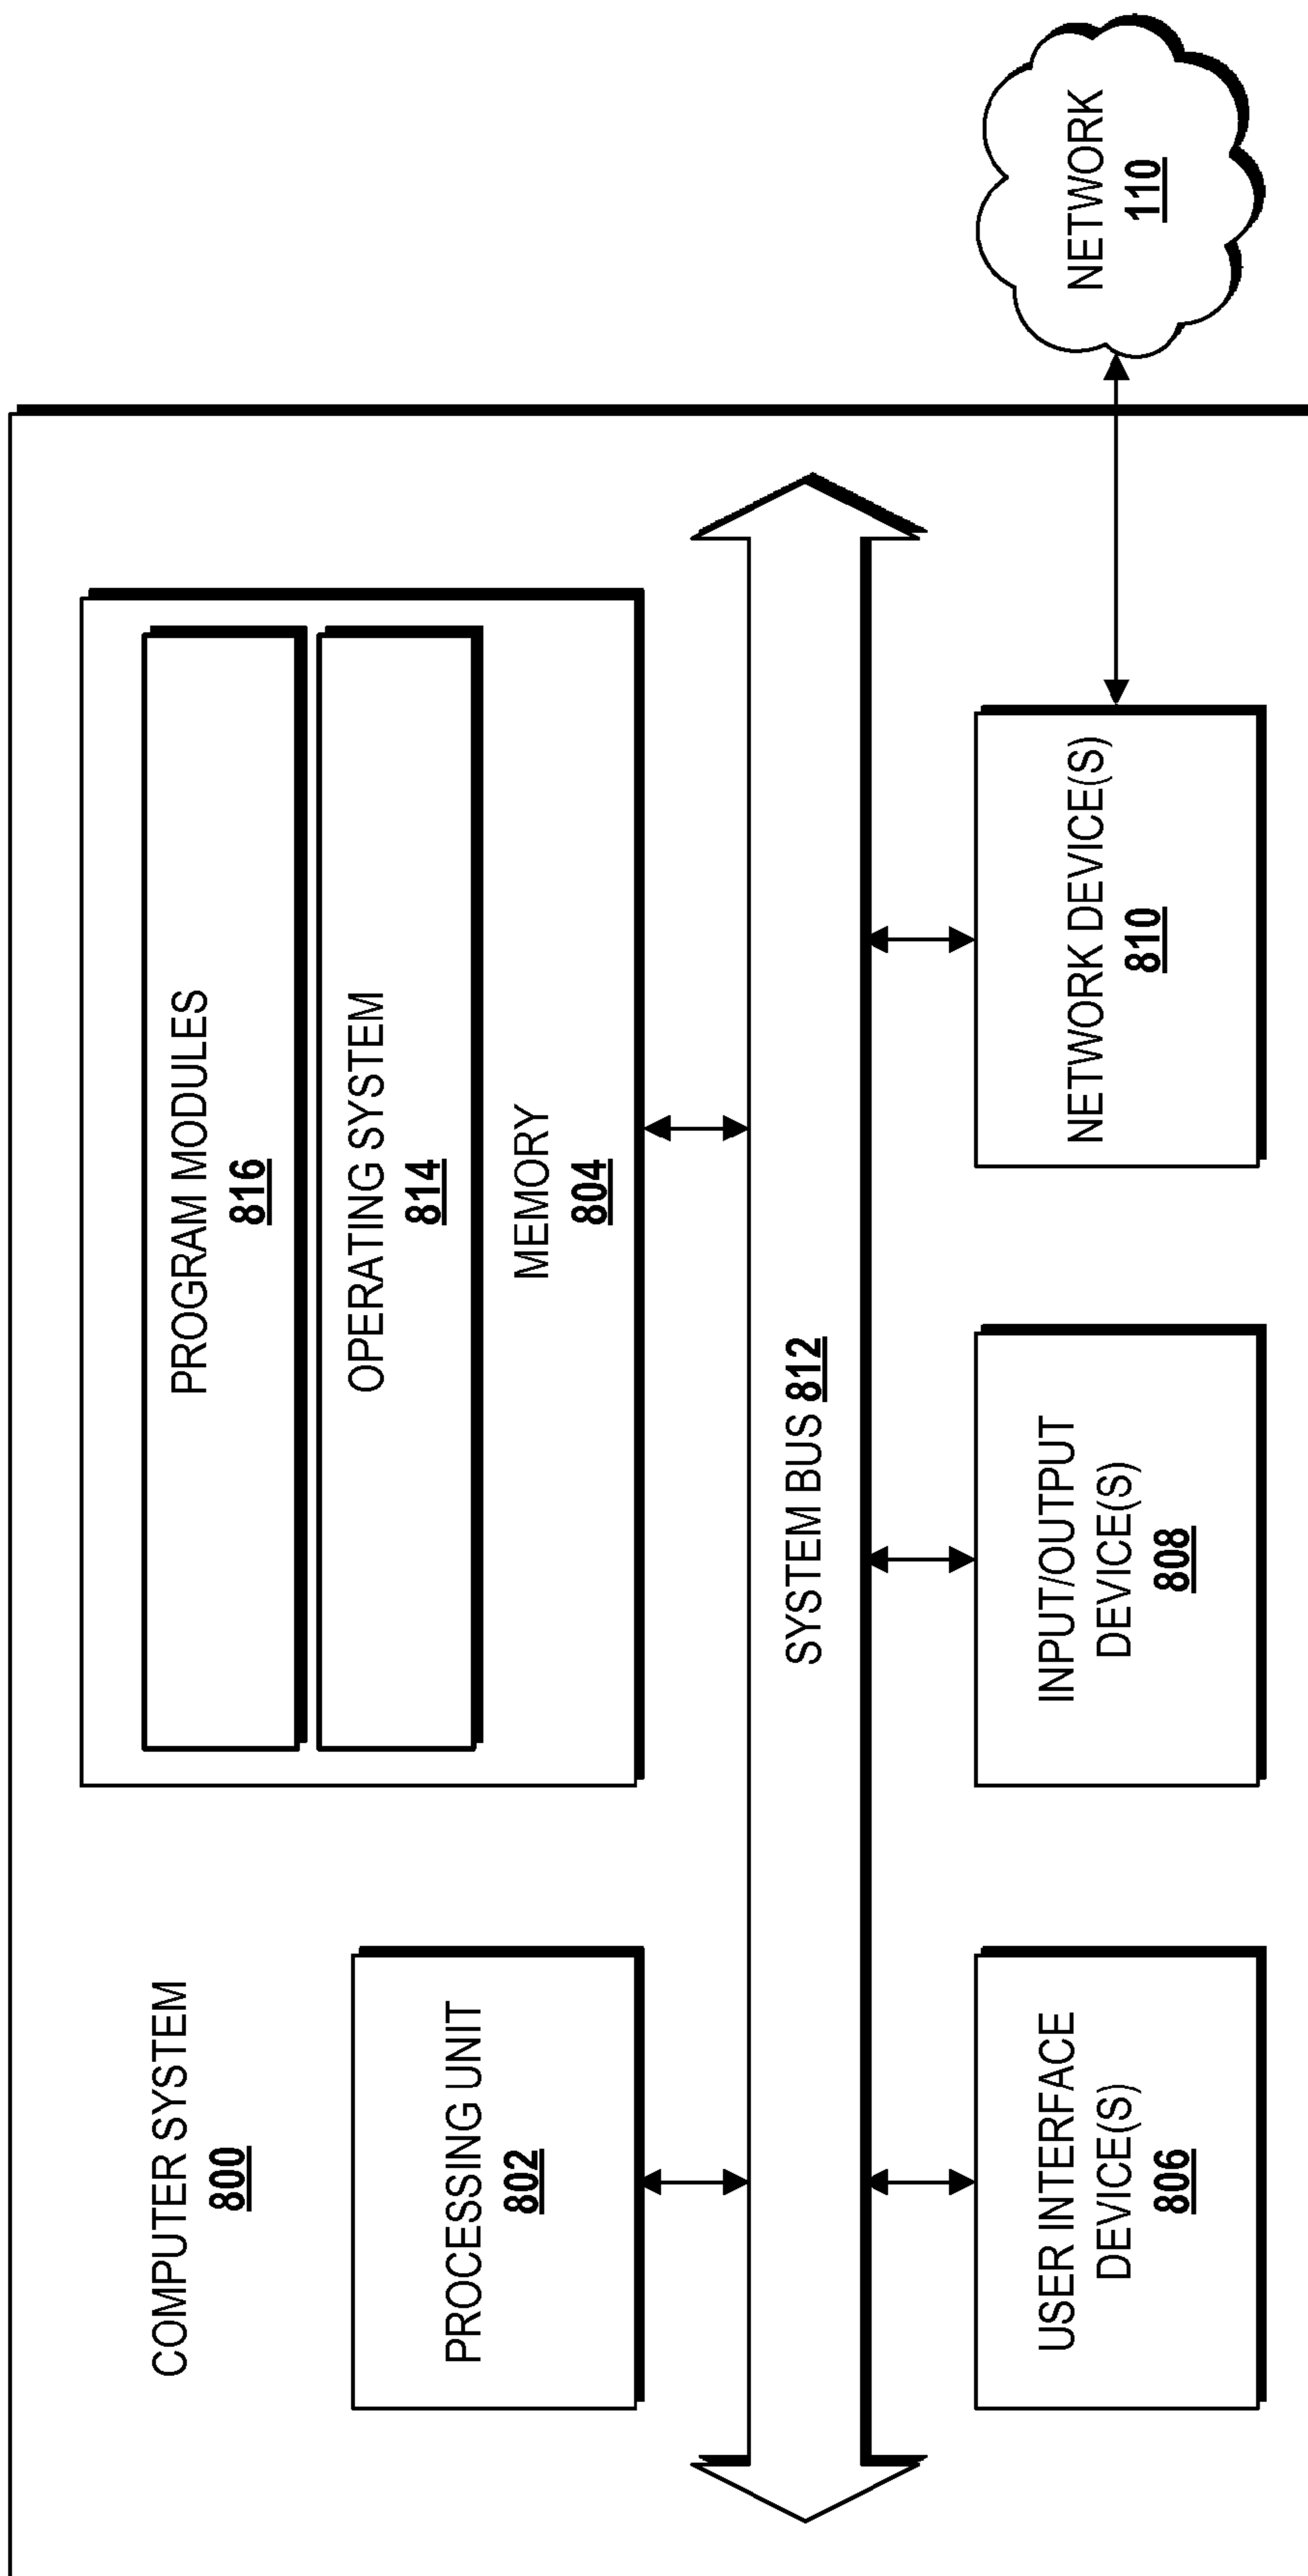 COMPUTER SYSTEM
800
PROCESSING UNIT
802
PROGRAM MODULES
816
OPERATING SYSTEM
814
MEMORY
804
SYSTEM BUS 812
USER INTERFACE
DEVICE(S)
806
INPUT/OUTPUT
DEVICE(S)
808
NETWORK DEVICE(S)
810
NETWORK
110